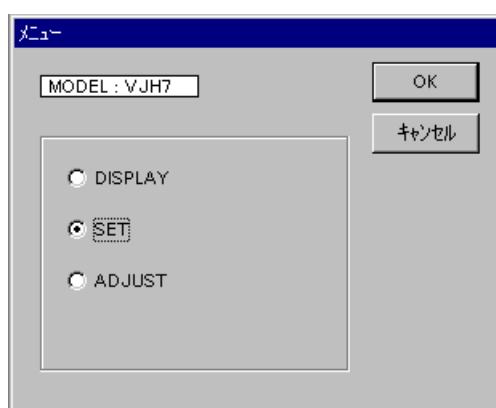 ﾒﾆｭｰ
MODEL : VJH7
OK
ｷｬﾝｾﾙ
DISPLAY
SET
ADJUST